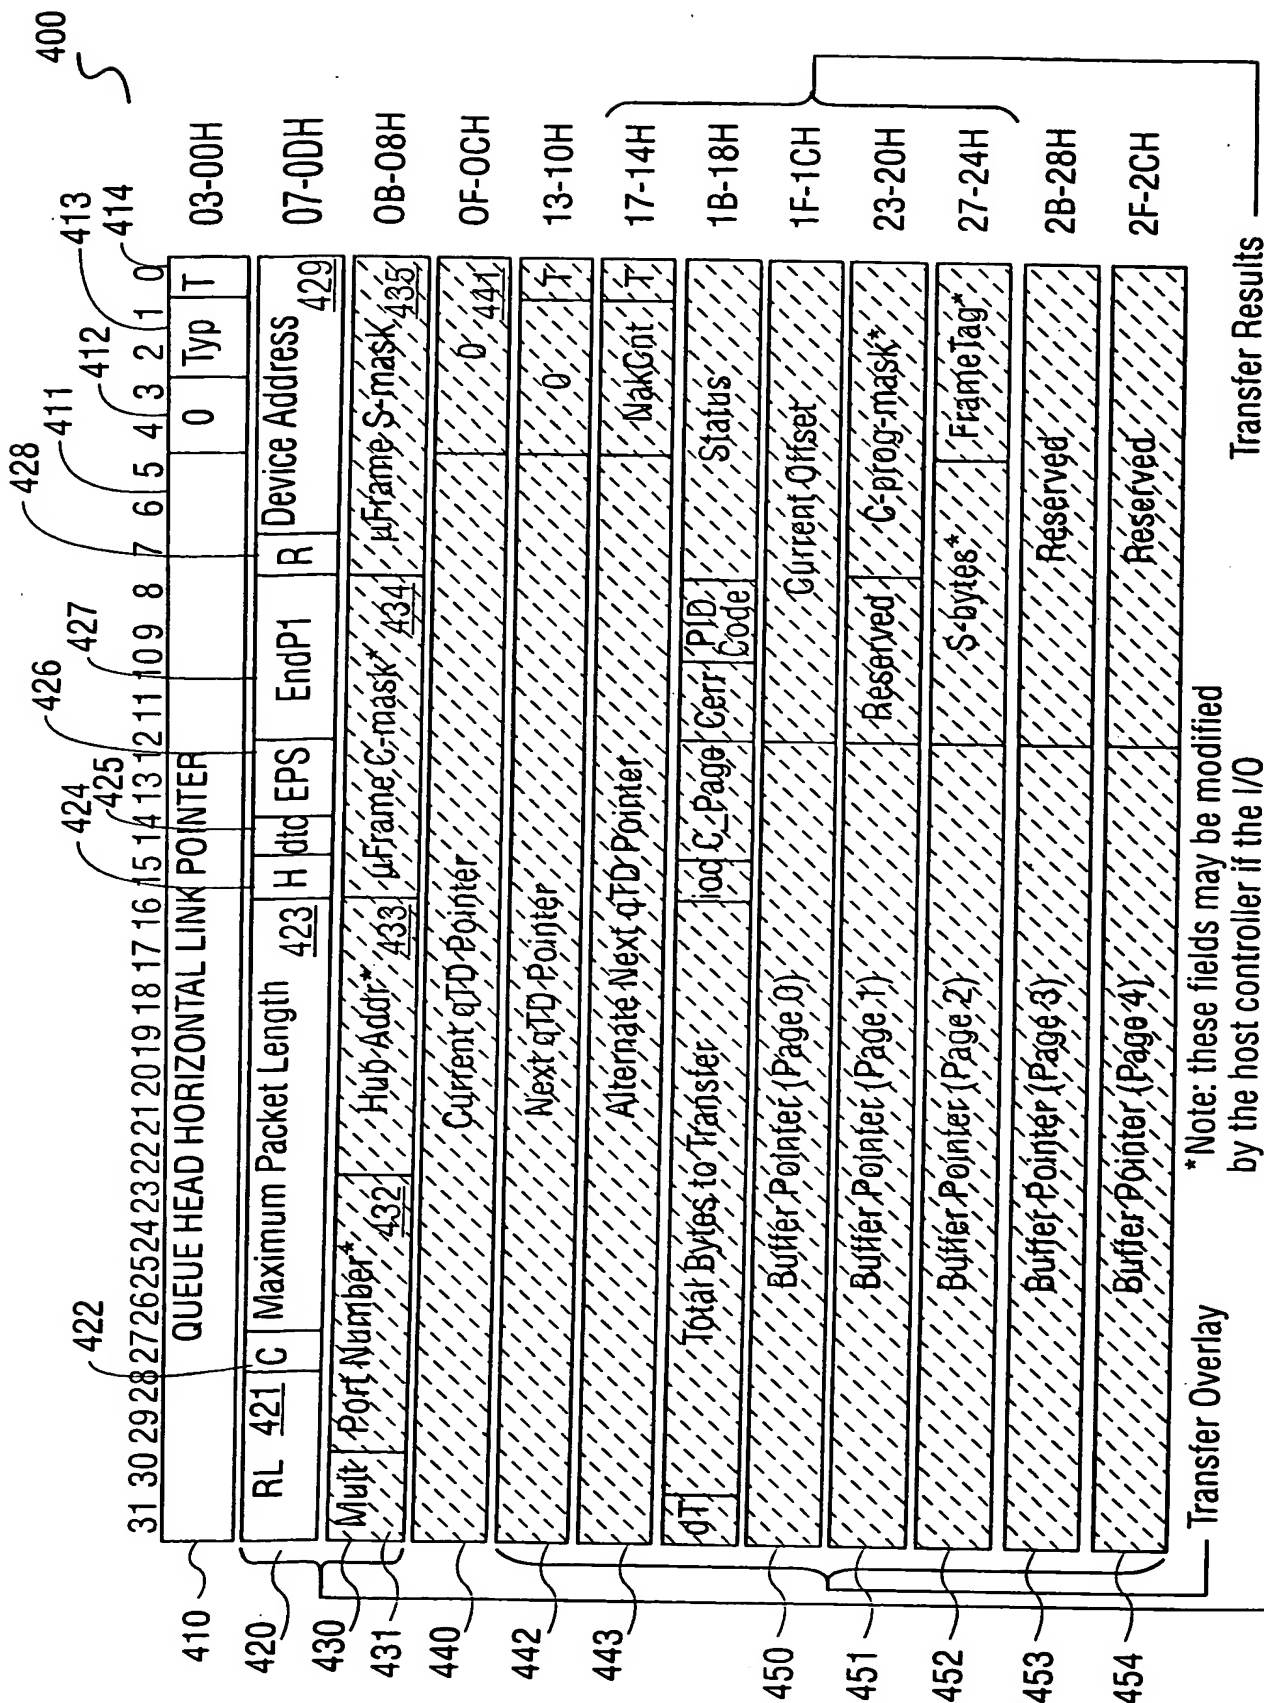 400
422
424
425
426
427
428
411
412
413
414
31 30 29 28 27 26 25 24 23 22 21 20 19 18 17 16 15 14 13 12 11 10 9 8 7 6 5 4 3 2 1 0
410
QUEUE HEAD HORIZONTAL LINK POINTER
0
Typ
T
03-00H
420
RL 421
C
Maximum Packet Length 423
H
dtc
EPS
EndP1
R
Device Address 429
07-0DH
430
431
Mult
Port Number* 432
Hub Addr* 433
µFrame C-mask* 434
µFrame S-mask 435
0B-08H
440
Current qTD Pointer
0 441
0F-0CH
442
Next qTD Pointer
0
T
13-10H
443
Alternate Next qTD Pointer
NakCnt
T
17-14H
dT
Total Bytes to Transfer
ioc
C_Page
Cerr
PID
Code
Status
1B-18H
450
Buffer Pointer (Page 0)
Current Offset
1F-1CH
451
Buffer Pointer (Page 1)
Reserved
C-prog-mask*
23-20H
452
Buffer Pointer (Page 2)
S-bytes*
FrameTag*
27-24H
453
Buffer Pointer (Page 3)
Reserved
2B-28H
454
Buffer Pointer (Page 4)
Reserved
2F-2CH
Transfer Overlay
*Note: these fields may be modified
by the host controller if the I/O
Transfer Results